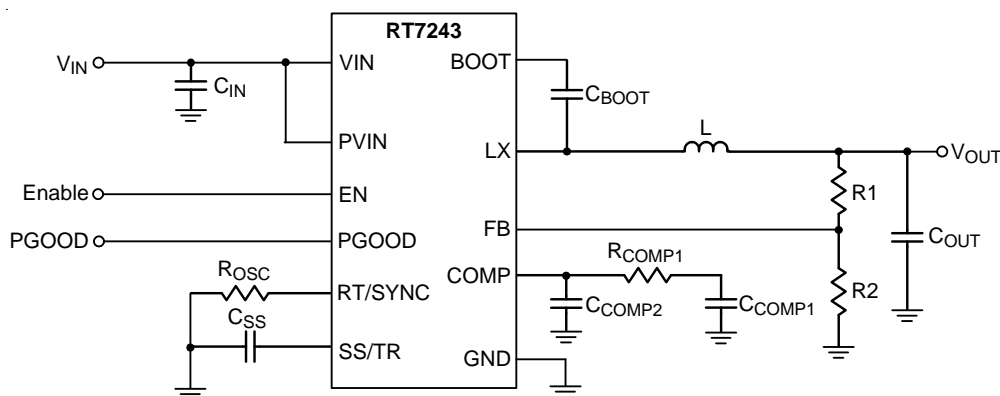 RT7243
V_IN
C_IN
VIN
PVIN
Enable
EN
PGOOD
PGOOD
R_OSC
RT/SYNC
C_SS
SS/TR
BOOT
C_BOOT
LX
L
V_OUT
R1
FB
C_OUT
COMP
R_COMP1
C_COMP2
C_COMP1
R2
GND